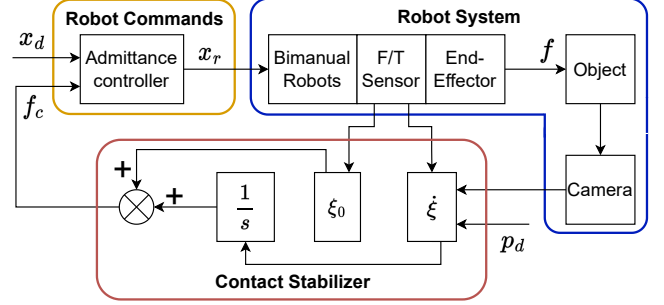 Robot Commands
Robot System
x_d
Admittance
controller
x_r
Bimanual
Robots
F/T
Sensor
End-
Effector
f
Object
f_c
+
+
1
s
ξ_0
ξ̇
Camera
p_d
Contact Stabilizer